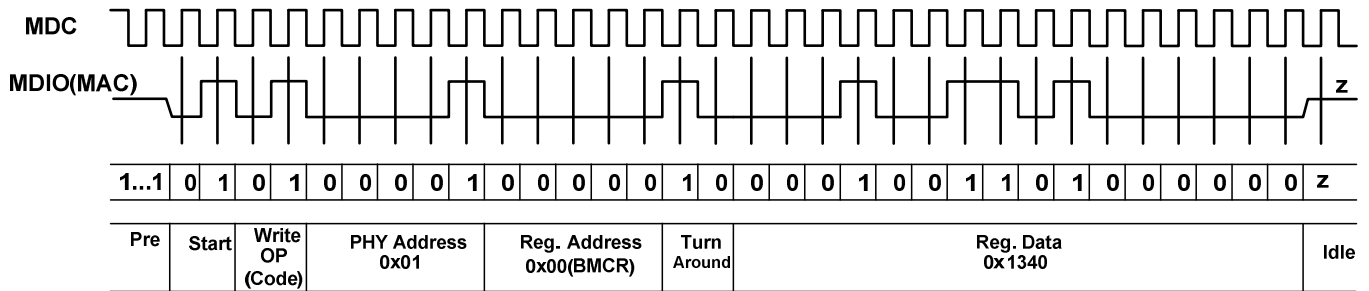 MDC
MDIO(MAC)
z
1...1 0 1 0 1 0 0 0 0 1 0 0 0 0 0 1 0 0 0 0 1 0 0 1 1 0 1 0 0 0 0 0 0 z
Pre Start Write OP (Code) PHY Address 0x01 Reg. Address 0x00(BMCR) Turn Around Reg. Data 0x1340 Idle